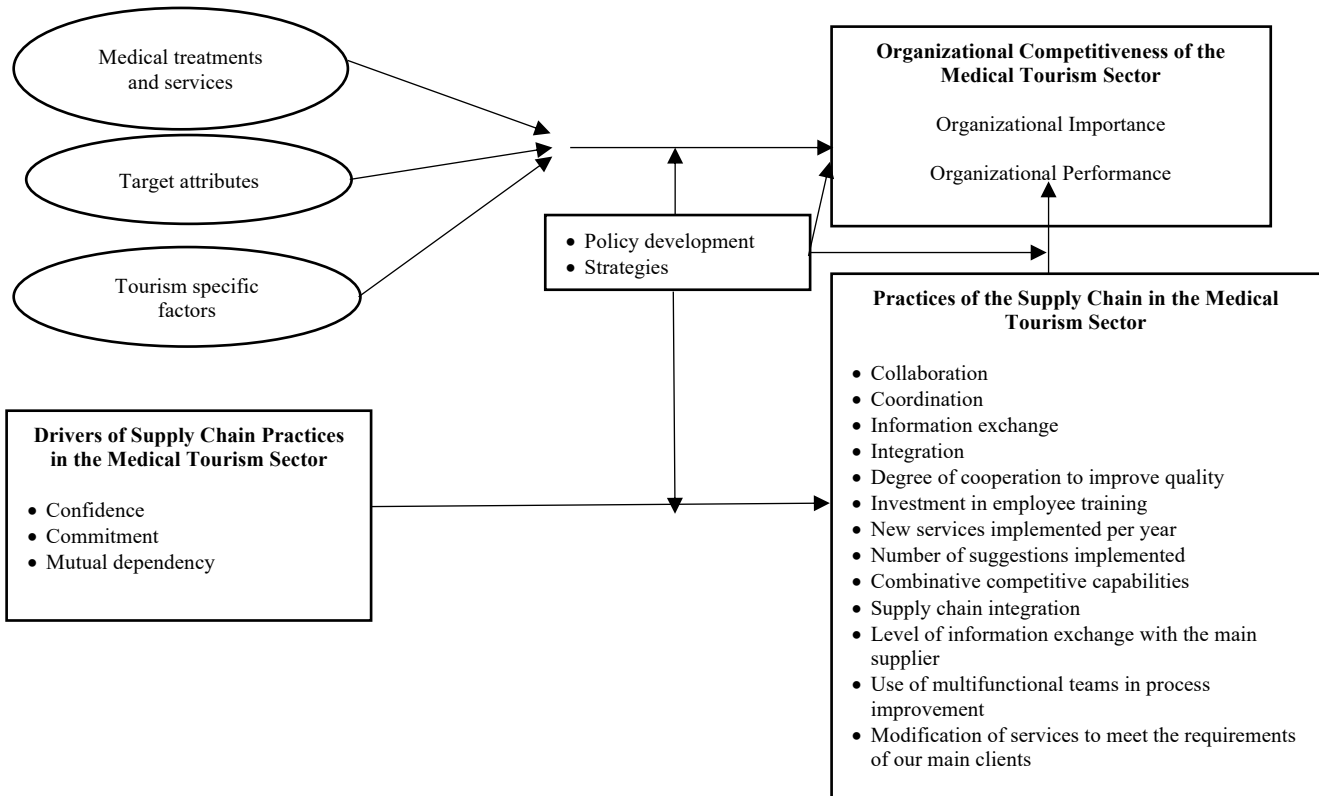 Medical treatments
and services
Target attributes
Tourism specific
factors
Organizational Competitiveness of the
Medical Tourism Sector
Organizational Importance
Organizational Performance
• Policy development
• Strategies
Drivers of Supply Chain Practices
in the Medical Tourism Sector
• Confidence
• Commitment
• Mutual dependency
Practices of the Supply Chain in the Medical
Tourism Sector
• Collaboration
• Coordination
• Information exchange
• Integration
• Degree of cooperation to improve quality
• Investment in employee training
• New services implemented per year
• Number of suggestions implemented
• Combinative competitive capabilities
• Supply chain integration
• Level of information exchange with the main
supplier
• Use of multifunctional teams in process
improvement
• Modification of services to meet the requirements
of our main clients